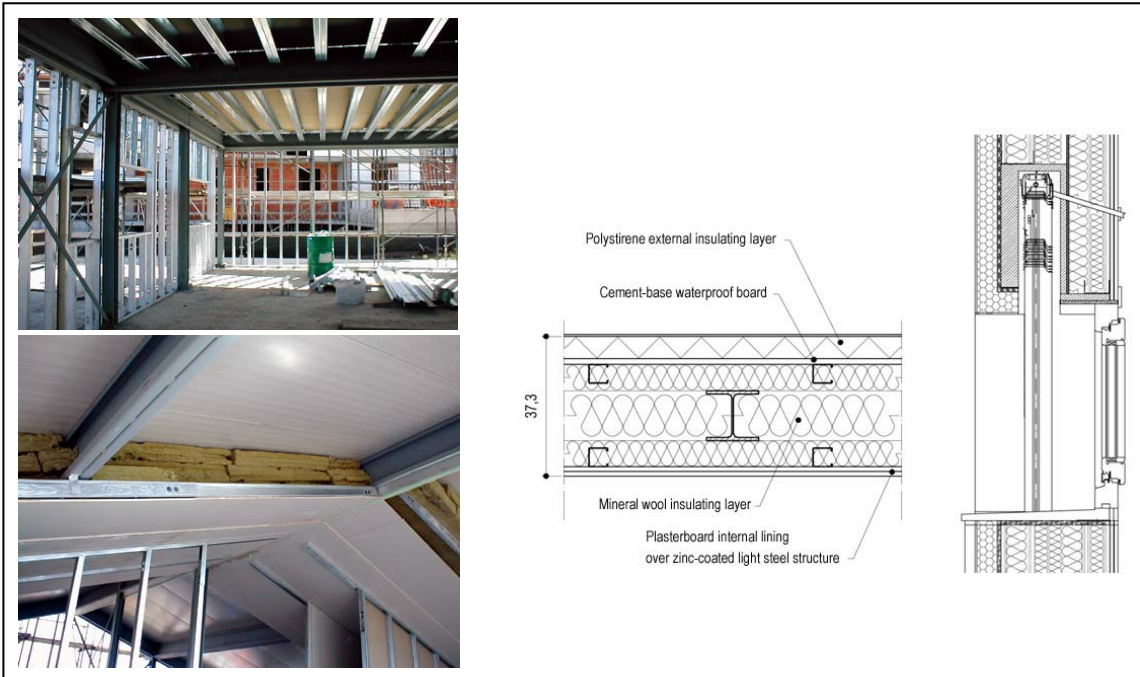 Polystirene external insulating layer
Cement-base waterproof board
37,3
Mineral wool insulating layer
Plasterboard internal lining
over zinc-coated light steel structure